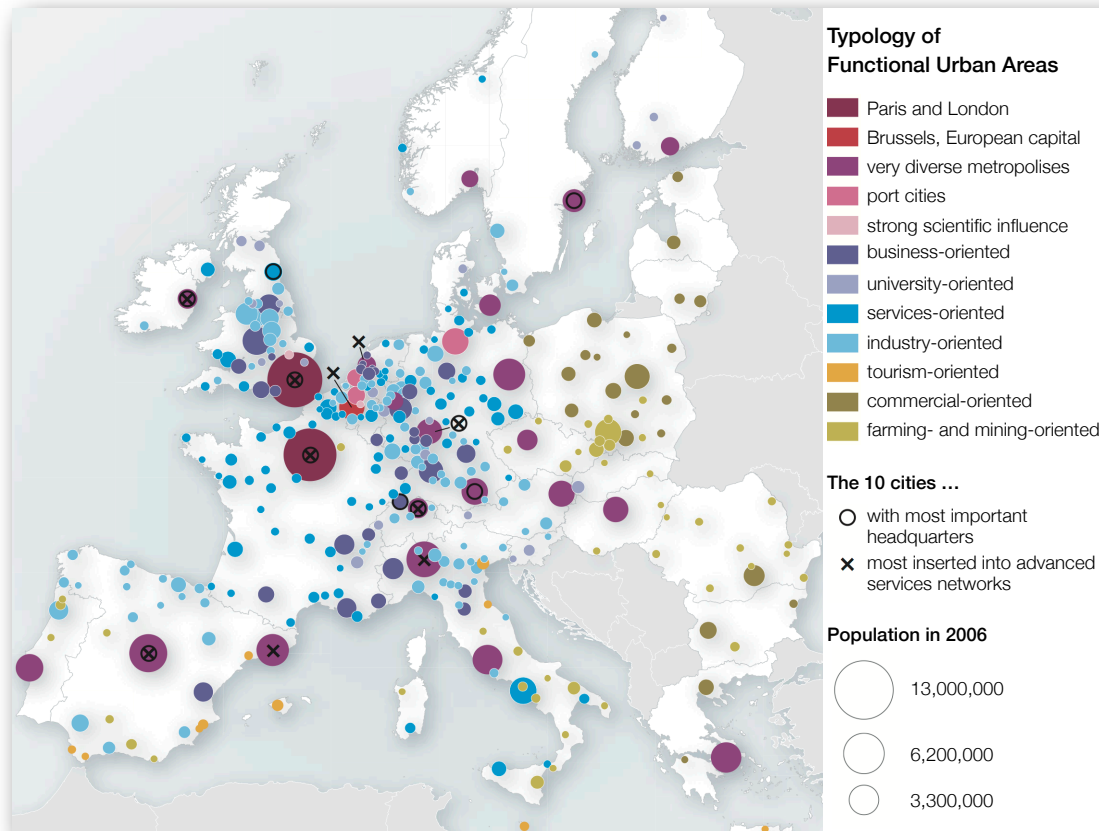 Typology of
Functional Urban Areas
Paris and London
Brussels, European capital
very diverse metropolises
port cities
strong scientific influence
business-oriented
university-oriented
services-oriented
industry-oriented
tourism-oriented
commercial-oriented
farming- and mining-oriented
The 10 cities ...
with most important
headquarters
most inserted into advanced
services networks
Population in 2006
13,000,000
6,200,000
3,300,000